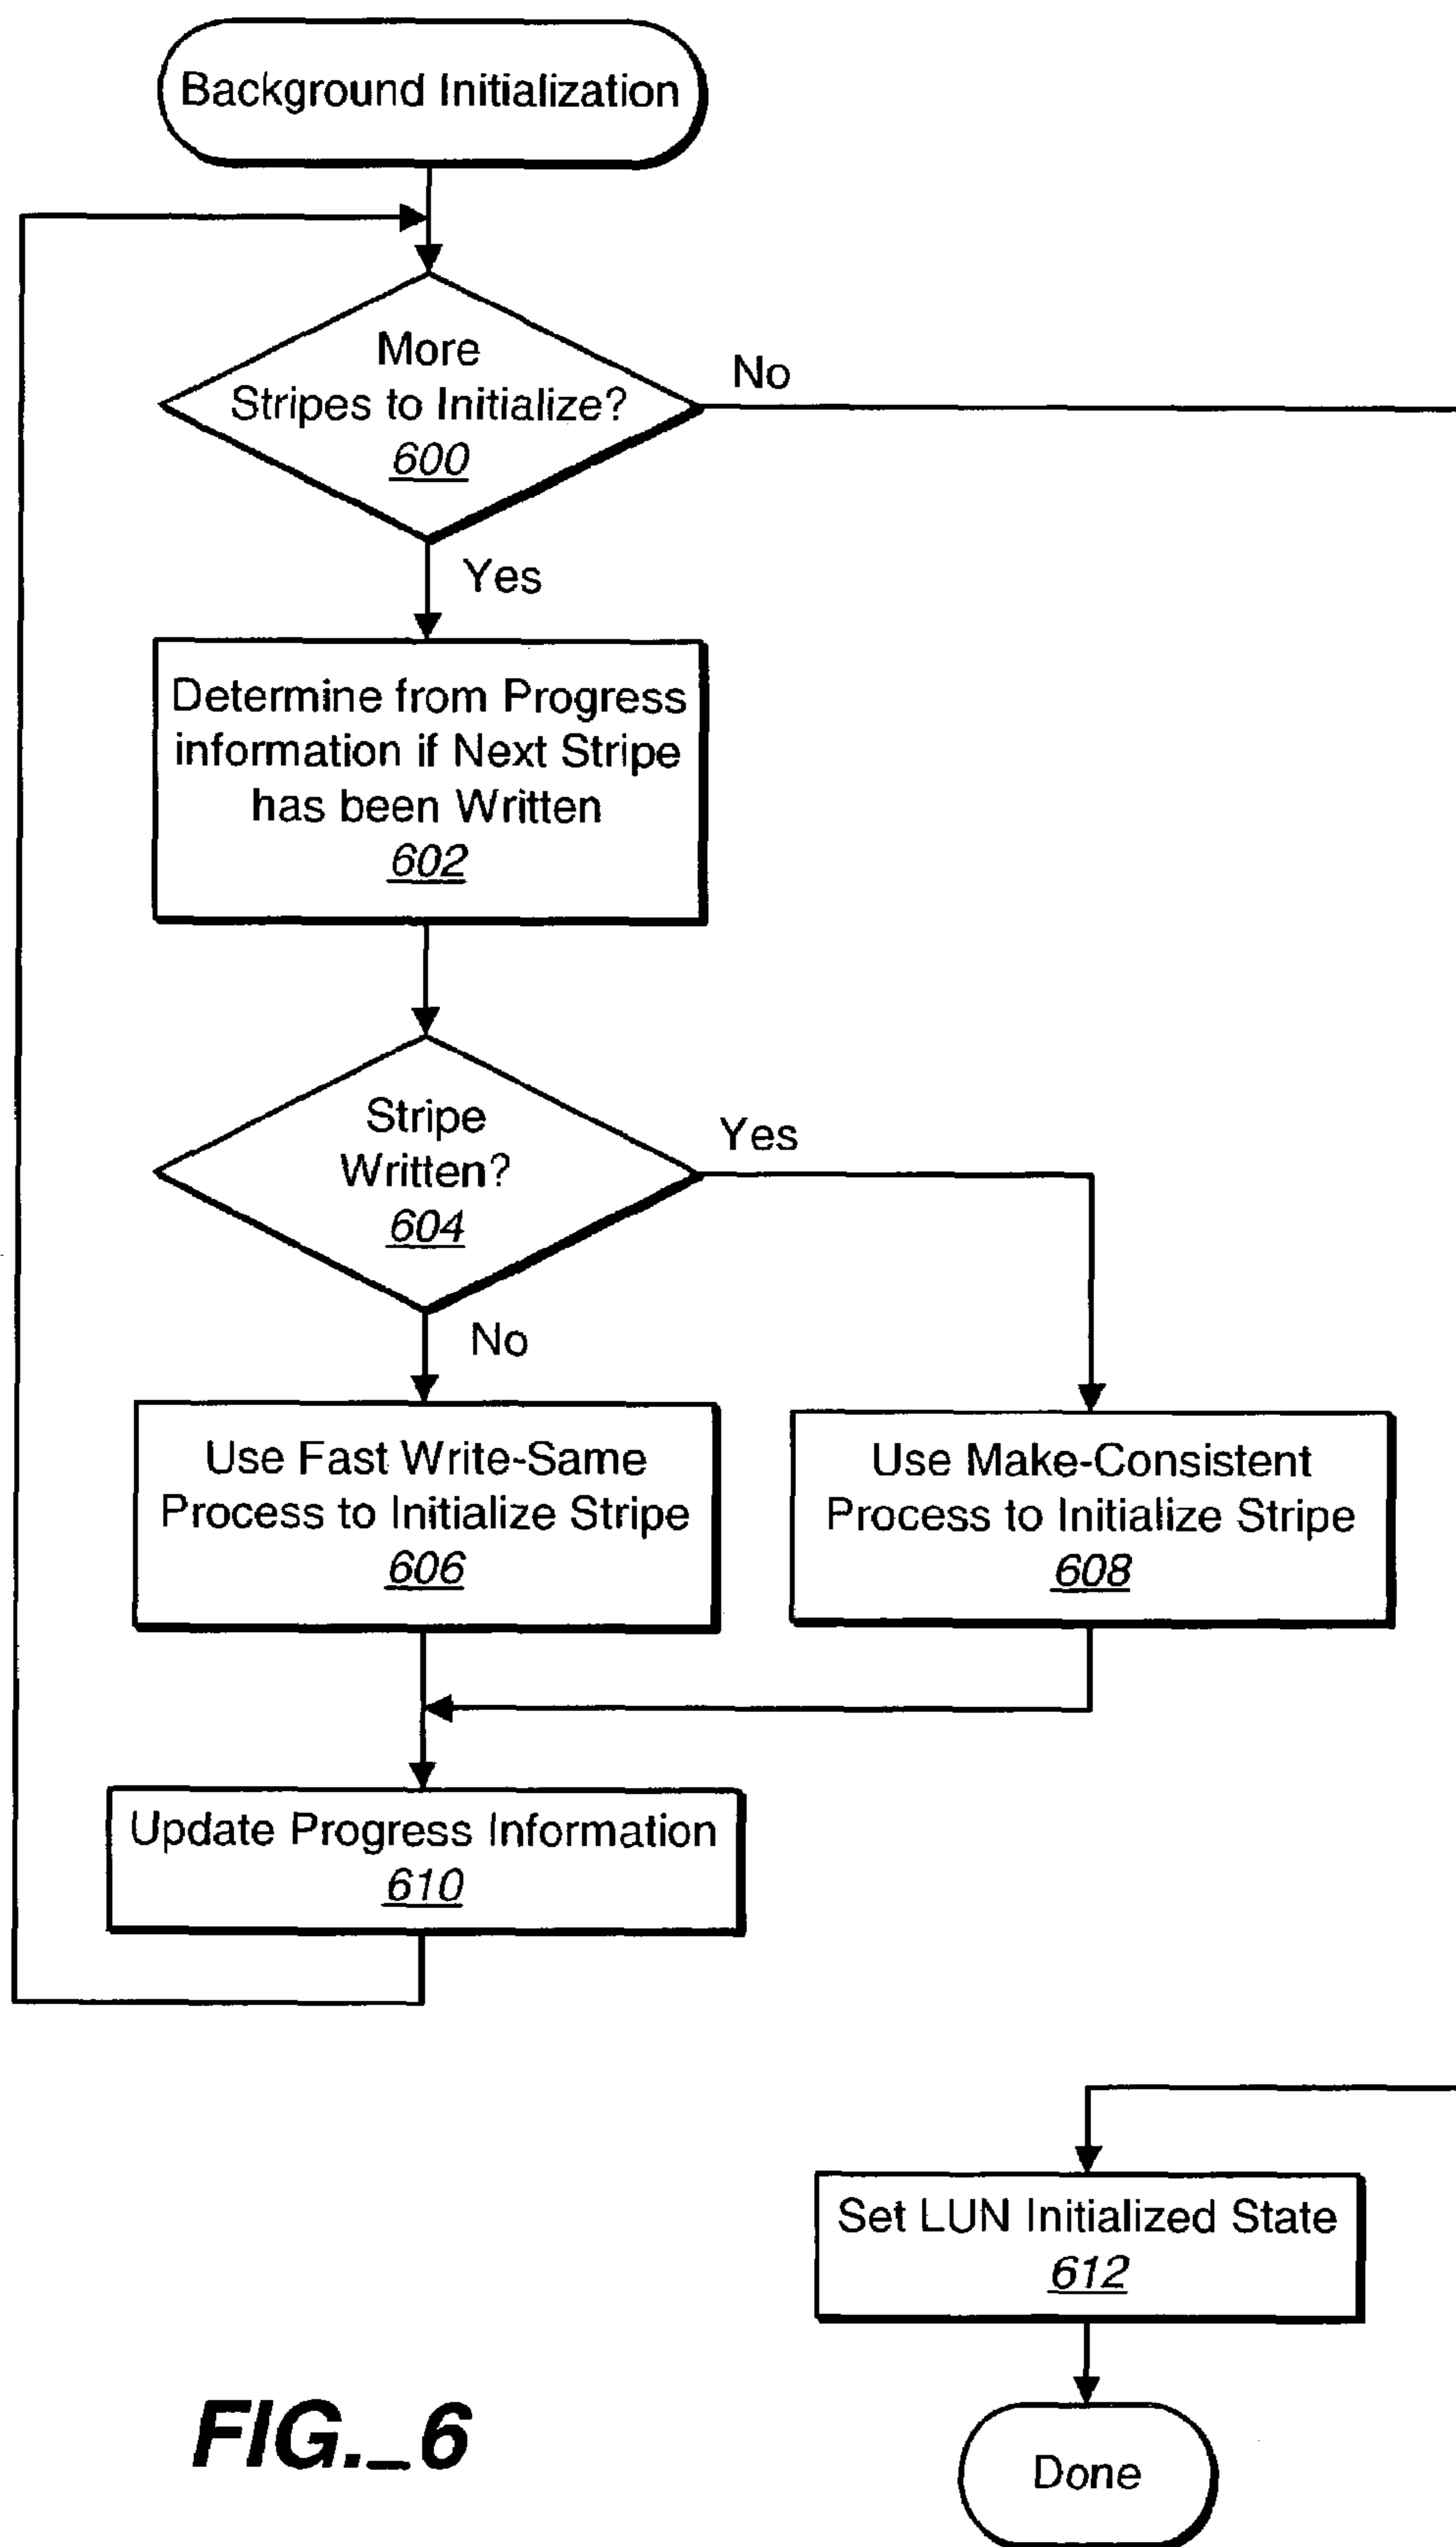 Background Initialization
More
Stripes to Initialize?
600
No
Yes
Determine from Progress
information if Next Stripe
has been Written
602
Stripe
Written?
604
Yes
No
Use Fast Write-Same
Process to Initialize Stripe
606
Use Make-Consistent
Process to Initialize Stripe
608
Update Progress Information
610
Set LUN Initialized State
612
Done
FIG._6